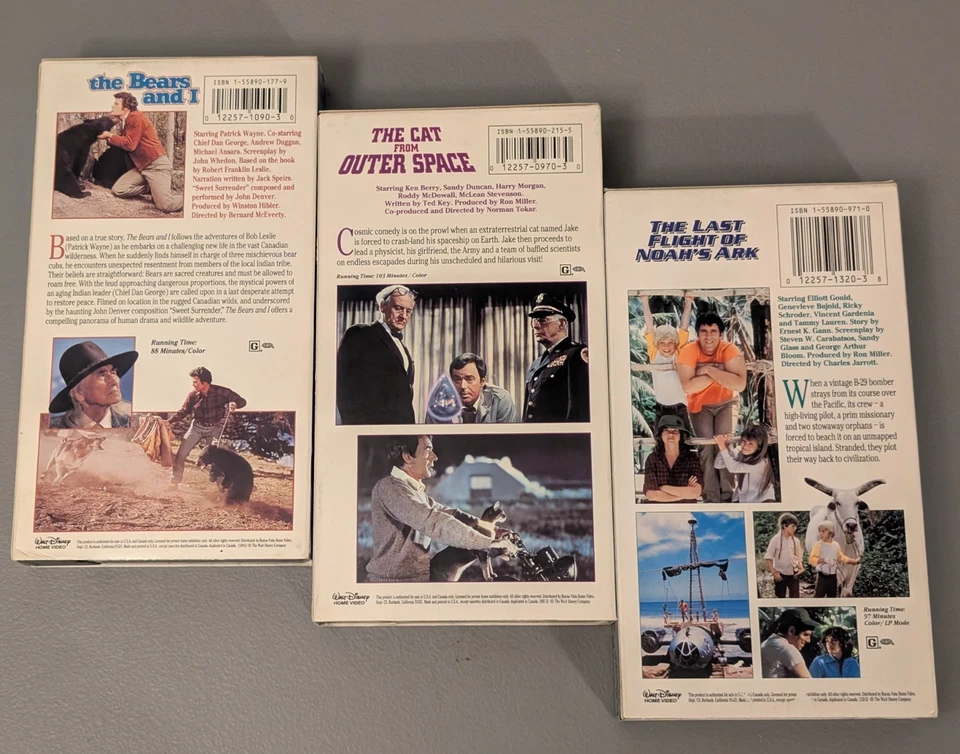 the Bears
and I
ISBN 1-55890-177-9
0 12257-1090-3 0
Starring Patrick Wayne. Co-starring
Chief Dan George, Andrew Duggan,
Michael Ansara. Screenplay by
John Whedon. Based on the book
by Robert Franklin Leslie.
Narration written by Jack Speirs.
"Sweet Surrender" composed and
performed by John Denver.
Produced by Winston Hibler.
Directed by Bernard McEveety.
Based on a true story, The Bears and I follows the adventures of Bob Leslie
(Patrick Wayne) as he embarks on a challenging new life in the vast Canadian
wilderness. When he suddenly finds himself in charge of three mischievous bear
cubs, he encounters unexpected resentment from members of the local Indian tribe.
Their beliefs are straightforward: Bears are sacred creatures and must be allowed to
roam free. With the feud approaching dangerous proportions, the mystical powers of
an aging Indian leader (Chief Dan George) are called upon in a last desperate attempt
to restore peace. Filmed on location in the rugged Canadian wilds, and underscored
by the haunting John Denver composition "Sweet Surrender," The Bears and I offers a
compelling panorama of human drama and wildlife adventure.
Running Time:
88 Minutes/Color
G
Walt Disney
HOME VIDEO
THE CAT
FROM
OUTER SPACE
ISBN-1-55890-215-5
0 12257-0970-3 0
Starring Ken Berry, Sandy Duncan, Harry Morgan,
Roddy McDowall, McLean Stevenson.
Written by Ted Key. Produced by Ron Miller.
Co-produced and Directed by Norman Tokar.
Cosmic comedy is on the prowl when an extraterrestrial cat named Jake
is forced to crash-land his spaceship on Earth. Jake then proceeds to
lead a physicist, his girlfriend, the Army and a team of baffled scientists
on endless escapades during his unscheduled and hilarious visit!
Running Time: 103 Minutes / Color
G
Walt Disney
HOME VIDEO
THE LAST
FLIGHT OF
NOAH'S ARK
ISBN 1-55890-971-0
0 12257-1320-3 8
Starring Elliott Gould,
Genevieve Bujold, Ricky
Schroder, Vincent Gardenia
and Tammy Lauren. Story by
Ernest K. Gann. Screenplay by
Steven W. Carabatsos, Sandy
Glass and George Arthur
Bloom. Produced by Ron Miller.
Directed by Charles Jarrott.
When a vintage B-29 bomber
strays from its course over
the Pacific, its crew – a
high-living pilot, a prim missionary
and two stowaway orphans – is
forced to beach it on an unmapped
tropical island. Stranded, they plot
their way back to civilization.
Running Time:
97 Minutes
Color/LP Mode
G
Walt Disney
HOME VIDEO